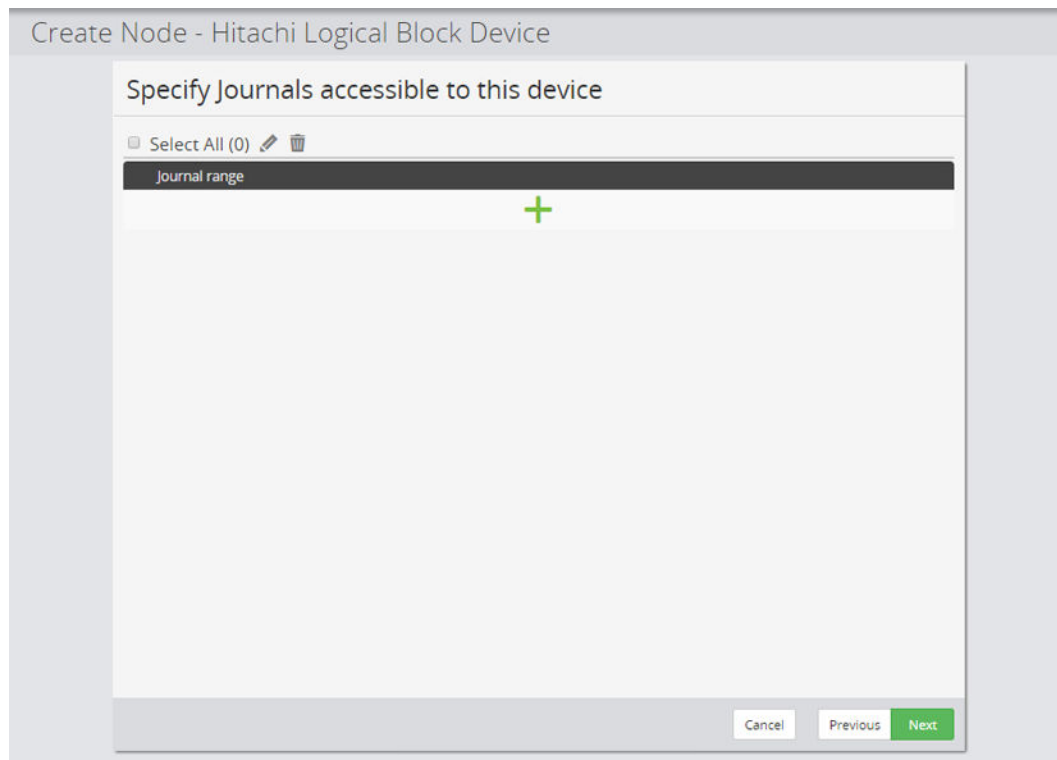 Create Node - Hitachi Logical Block Device
Specify Journals accessible to this device
Select All (0)
Journal range
Cancel
Previous
Next